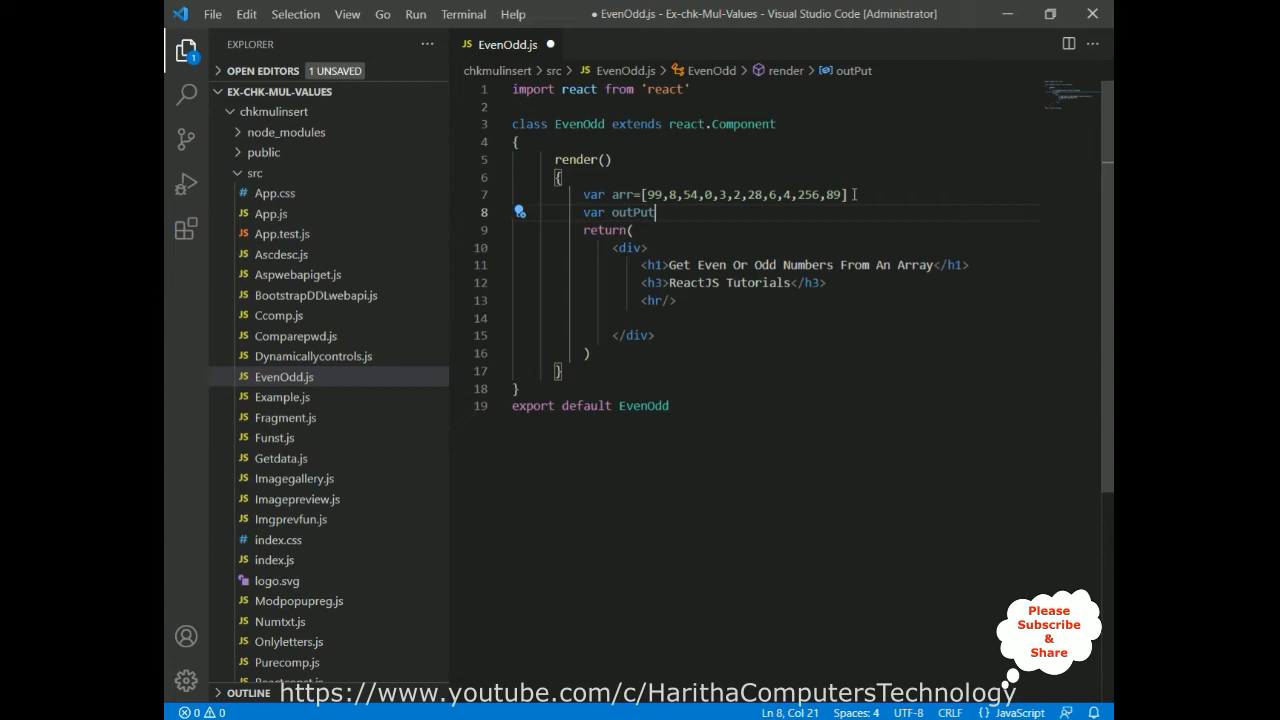 File Edit Selection View Go Run Terminal Help
● EvenOdd.js - Ex-chk-Mul-Values - Visual Studio Code [Administrator]
EXPLORER
OPEN EDITORS 1 UNSAVED
EX-CHK-MUL-VALUES
chkmulinsert
node_modules
public
src
App.css
App.js
App.test.js
Ascdesc.js
Aspwebapiget.js
BootstrapDDLwebapi.js
Ccomp.js
Comparepwd.js
Dynamicallycontrols.js
EvenOdd.js
Example.js
Fragment.js
Funst.js
Getdata.js
Imagegallery.js
Imagepreview.js
Imgprevfun.js
index.css
index.js
logo.svg
Modpopupreg.js
Numtxt.js
Onlyletters.js
Purecomp.js
OUTLINE
JS EvenOdd.js
chkmulinsert > src > JS EvenOdd.js > EvenOdd > render > outPut
1 import react from 'react'
2
3 class EvenOdd extends react.Component
4 {
5 render()
6 {
7 var arr=[99,8,54,0,3,2,28,6,4,256,89]
8 var outPut
9 return(
10 <div>
11 <h1>Get Even Or Odd Numbers From An Array</h1>
12 <h3>ReactJS Tutorials</h3>
13 <hr/>
14
15 </div>
16 )
17 }
18 }
19 export default EvenOdd
Please
Subscribe
&
Share
https://www.youtube.com/c/HarithaComputersTechnology
0 0 Ln 8, Col 21 Spaces: 4 UTF-8 CRLF {} JavaScript